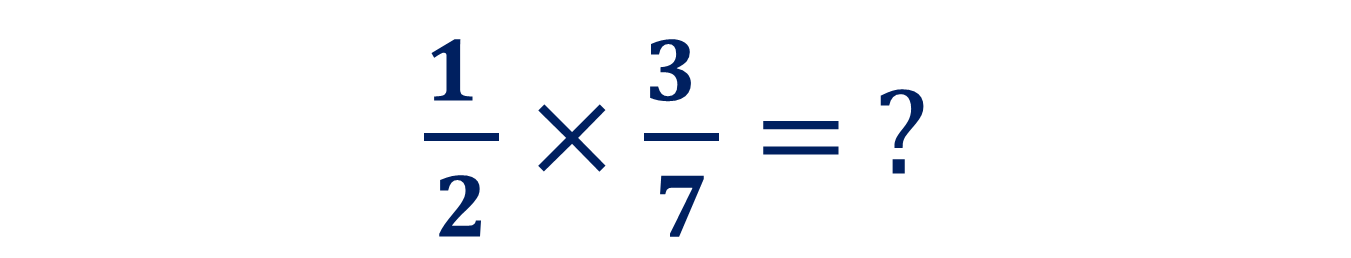 1/2 × 3/7 = ?